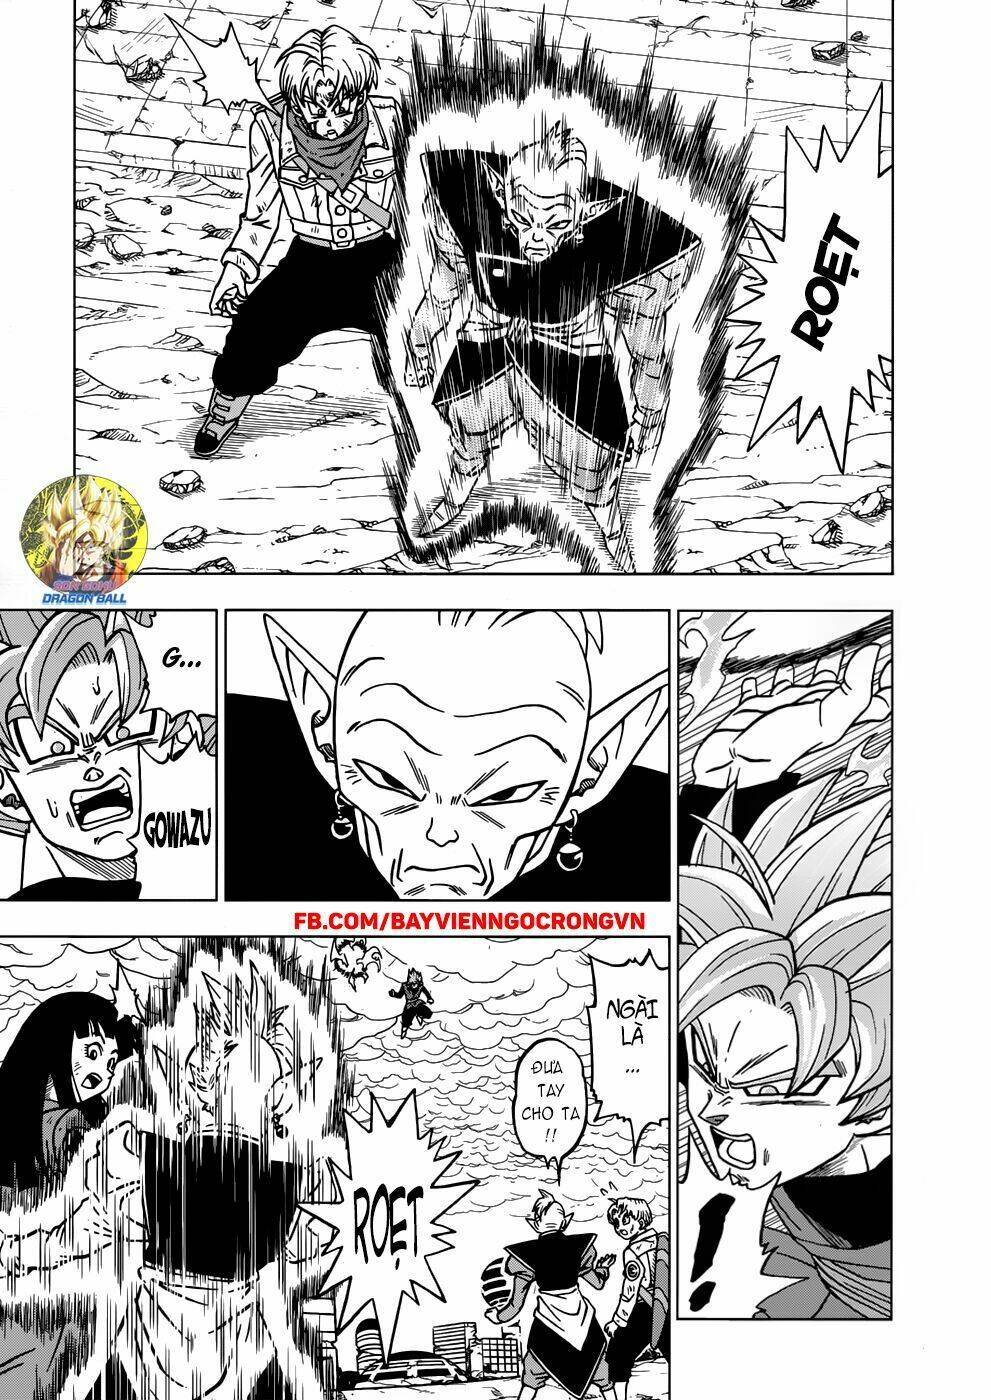 ROẸT
SON GOKU
DRAGON BALL
G...
GOWAZU
FB.COM/BAYVIENNGOCRONGVN
NGÀI
LÀ
...
ĐƯA
TAY
CHO TA
!!
ROẸT
!